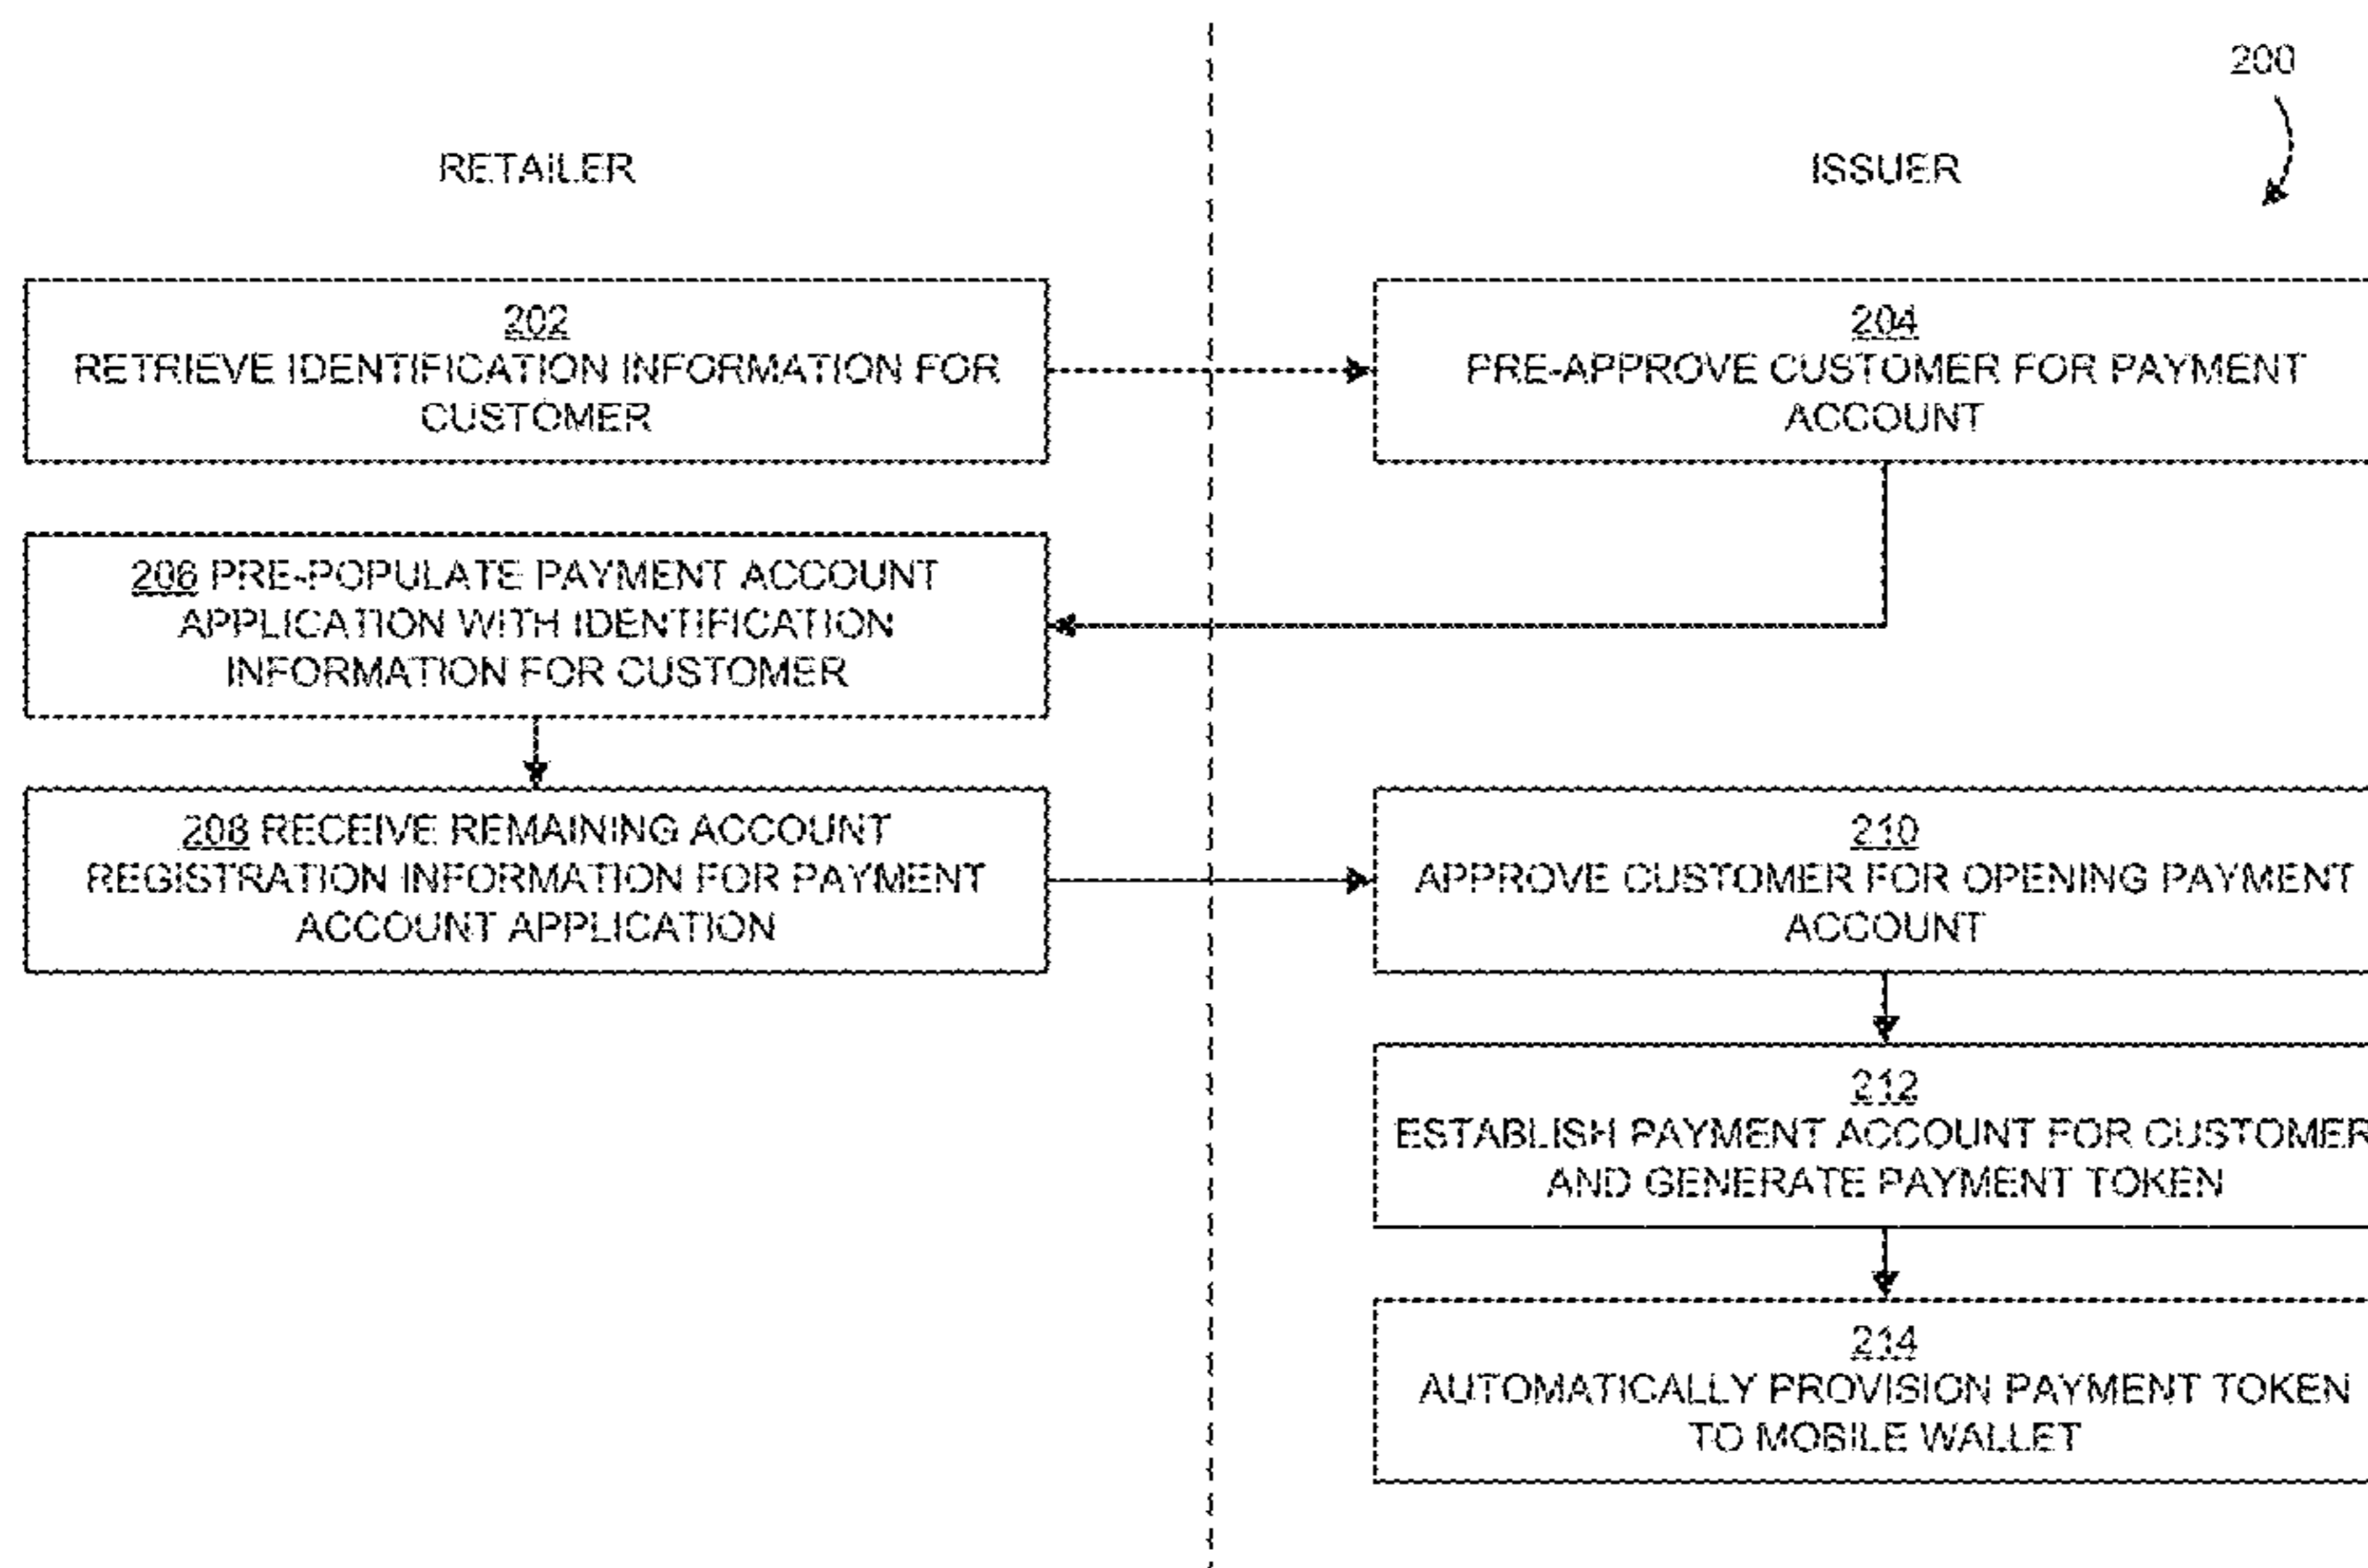 200
RETAILER
ISSUER
202
RETRIEVE IDENTIFICATION INFORMATION FOR
CUSTOMER
204
PRE-APPROVE CUSTOMER FOR PAYMENT
ACCOUNT
206 PRE-POPULATE PAYMENT ACCOUNT
APPLICATION WITH IDENTIFICATION
INFORMATION FOR CUSTOMER
208 RECEIVE REMAINING ACCOUNT
REGISTRATION INFORMATION FOR PAYMENT
ACCOUNT APPLICATION
210
APPROVE CUSTOMER FOR OPENING PAYMENT
ACCOUNT
212
ESTABLISH PAYMENT ACCOUNT FOR CUSTOMER
AND GENERATE PAYMENT TOKEN
214
AUTOMATICALLY PROVISION PAYMENT TOKEN
TO MOBILE WALLET